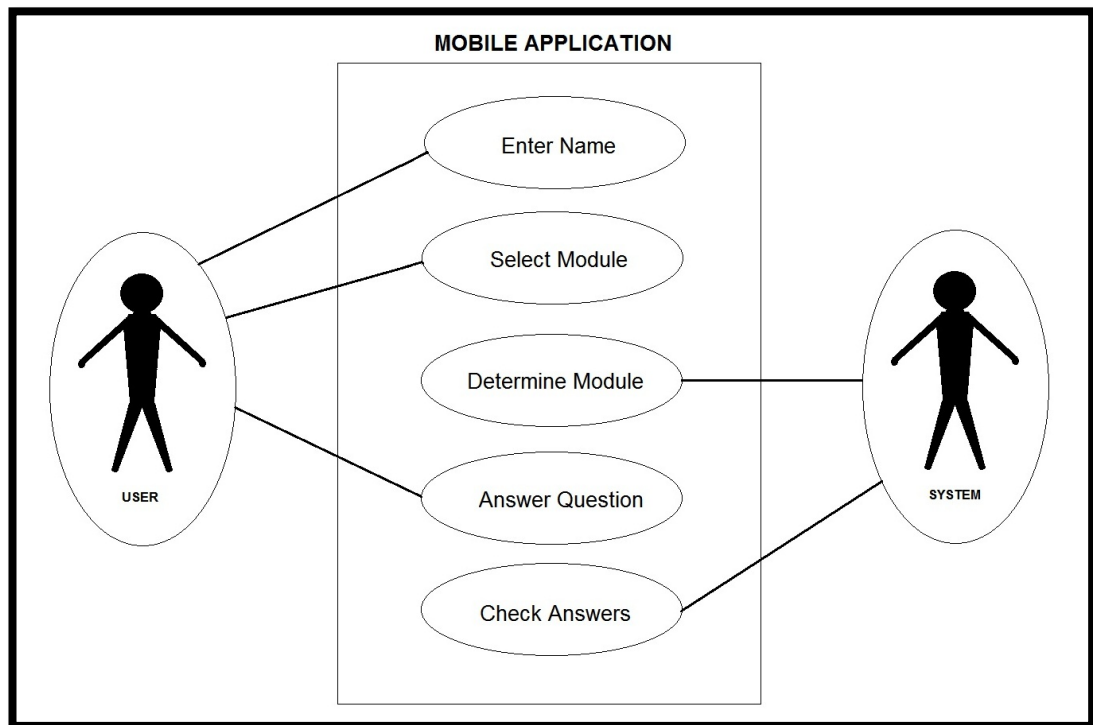 MOBILE APPLICATION
Enter Name
Select Module
Determine Module
Answer Question
Check Answers
USER
SYSTEM